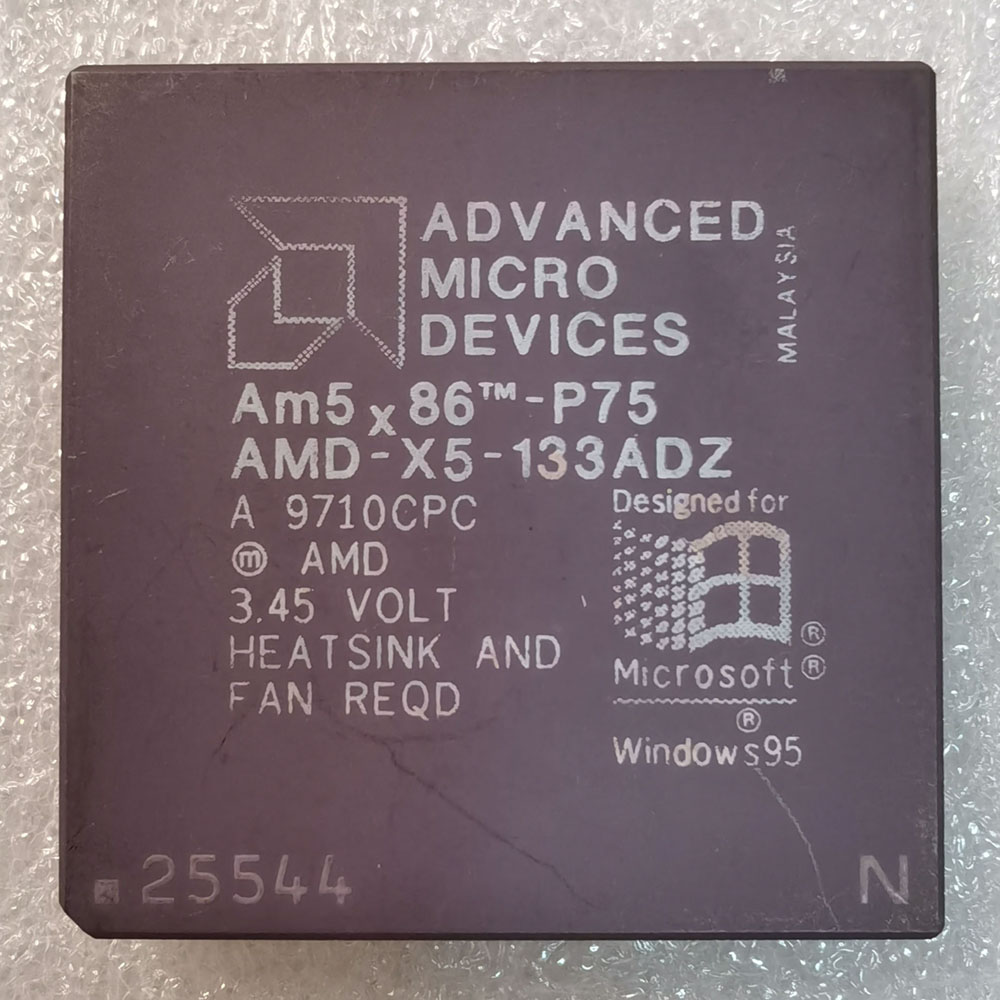 ADVANCED
MICRO
DEVICES
MALAYSIA
Am5x86™-P75
AMD-X5-133ADZ
A 9710CPC
ⓜ AMD
3.45 VOLT
HEATSINK AND
FAN REQD
Designed for
®
Microsoft®
®
Windows95
25544
N